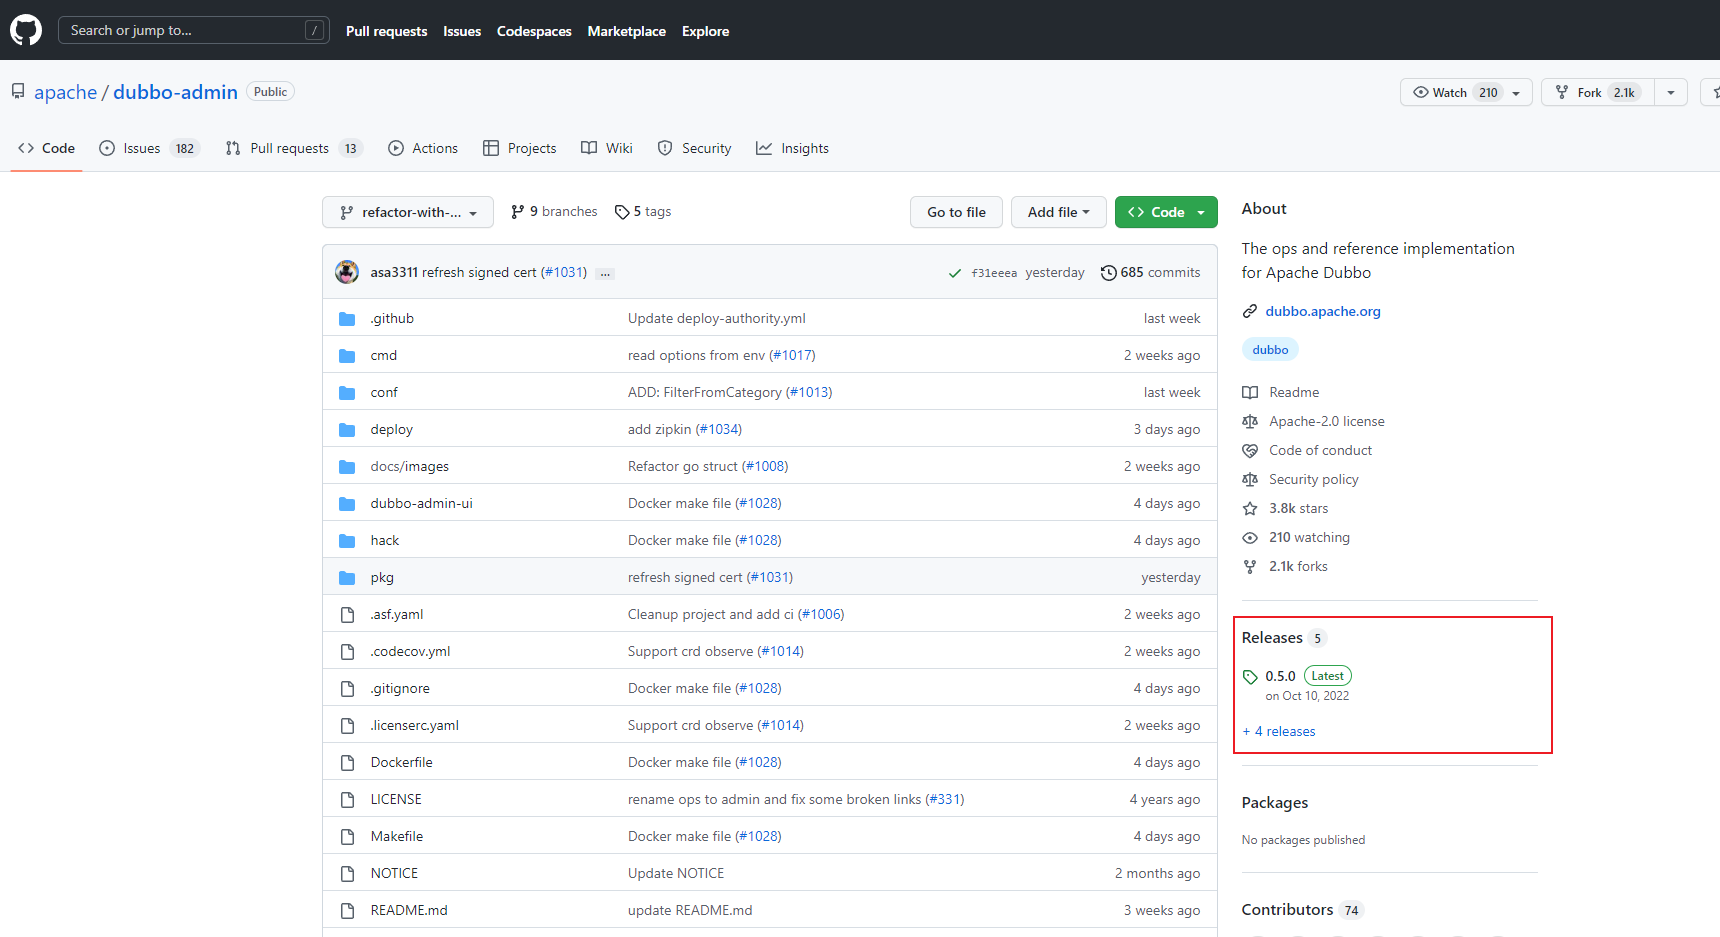 Search or jump to... /
Pull requests Issues Codespaces Marketplace Explore
apache / dubbo-admin Public
Watch 210
Fork 2.1k
Code
Issues 182
Pull requests 13
Actions
Projects
Wiki
Security
Insights
refactor-with-...
9 branches
5 tags
Go to file
Add file
Code
asa3311 refresh signed cert (#1031) ...
f31eeea yesterday
685 commits
.github Update deploy-authority.yml last week
cmd read options from env (#1017) 2 weeks ago
conf ADD: FilterFromCategory (#1013) last week
deploy add zipkin (#1034) 3 days ago
docs/images Refactor go struct (#1008) 2 weeks ago
dubbo-admin-ui Docker make file (#1028) 4 days ago
hack Docker make file (#1028) 4 days ago
pkg refresh signed cert (#1031) yesterday
.asf.yaml Cleanup project and add ci (#1006) 2 weeks ago
.codecov.yml Support crd observe (#1014) 2 weeks ago
.gitignore Docker make file (#1028) 4 days ago
.licenserc.yaml Support crd observe (#1014) 2 weeks ago
Dockerfile Docker make file (#1028) 4 days ago
LICENSE rename ops to admin and fix some broken links (#331) 4 years ago
Makefile Docker make file (#1028) 4 days ago
NOTICE Update NOTICE 2 months ago
README.md update README.md 3 weeks ago
About
The ops and reference implementation
for Apache Dubbo
dubbo.apache.org
dubbo
Readme
Apache-2.0 license
Code of conduct
Security policy
3.8k stars
210 watching
2.1k forks
Releases 5
0.5.0 Latest
on Oct 10, 2022
+ 4 releases
Packages
No packages published
Contributors 74